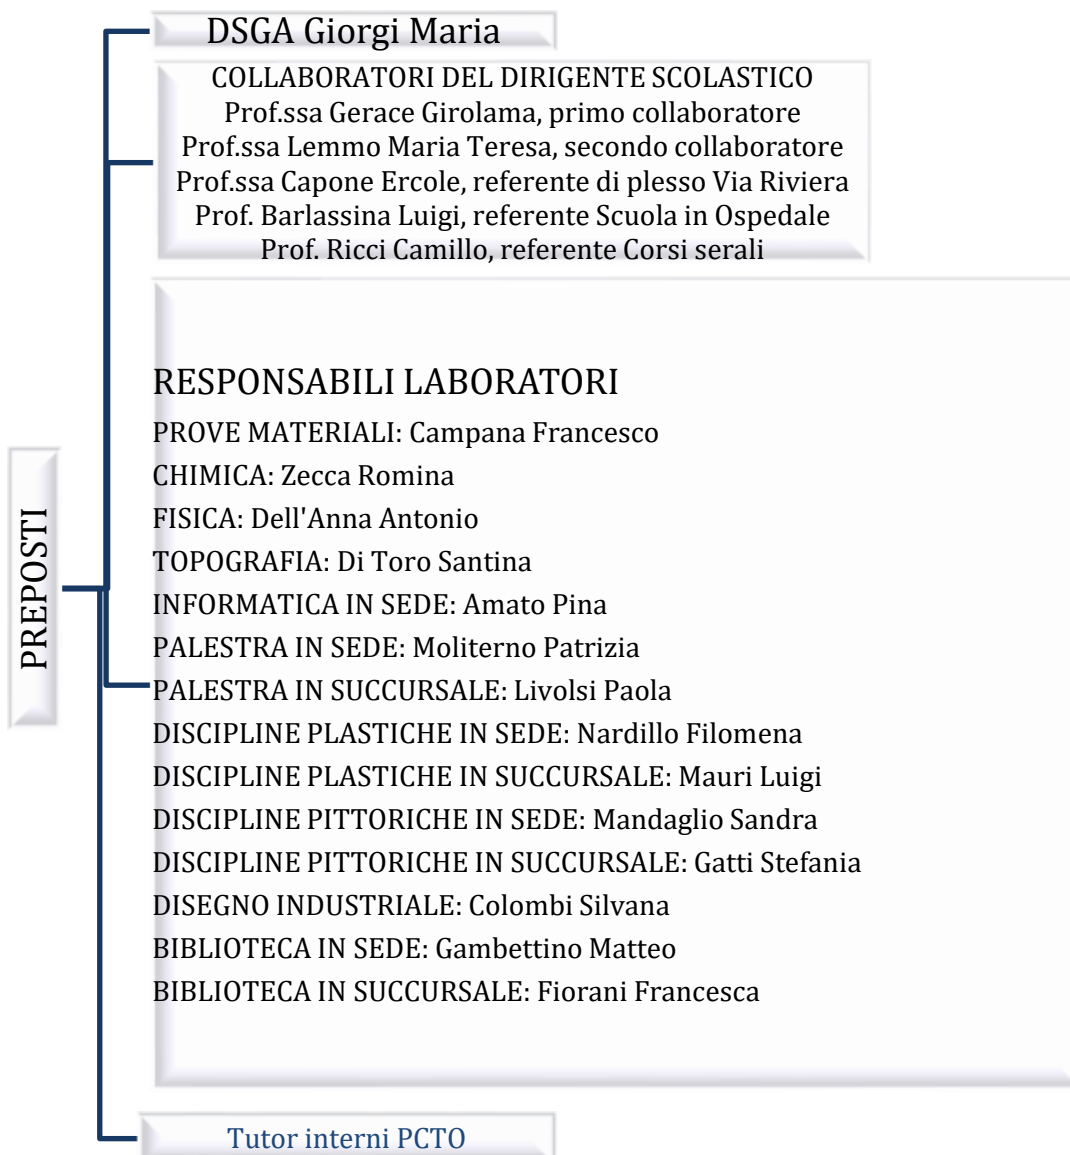 DSGA Giorgi Maria
COLLABORATORI DEL DIRIGENTE SCOLASTICO
Prof.ssa Gerace Girolama, primo collaboratore
Prof.ssa Lemmo Maria Teresa, secondo collaboratore
Prof.ssa Capone Ercole, referente di plesso Via Riviera
Prof. Barlassina Luigi, referente Scuola in Ospedale
Prof. Ricci Camillo, referente Corsi serali
PREPOSTI
RESPONSABILI LABORATORI
PROVE MATERIALI: Campana Francesco
CHIMICA: Zecca Romina
FISICA: Dell'Anna Antonio
TOPOGRAFIA: Di Toro Santina
INFORMATICA IN SEDE: Amato Pina
PALESTRA IN SEDE: Moliterno Patrizia
PALESTRA IN SUCCURSALE: Livolsi Paola
DISCIPLINE PLASTICHE IN SEDE: Nardillo Filomena
DISCIPLINE PLASTICHE IN SUCCURSALE: Mauri Luigi
DISCIPLINE PITTORICHE IN SEDE: Mandaglio Sandra
DISCIPLINE PITTORICHE IN SUCCURSALE: Gatti Stefania
DISEGNO INDUSTRIALE: Colombi Silvana
BIBLIOTECA IN SEDE: Gambettino Matteo
BIBLIOTECA IN SUCCURSALE: Fiorani Francesca
Tutor interni PCTO